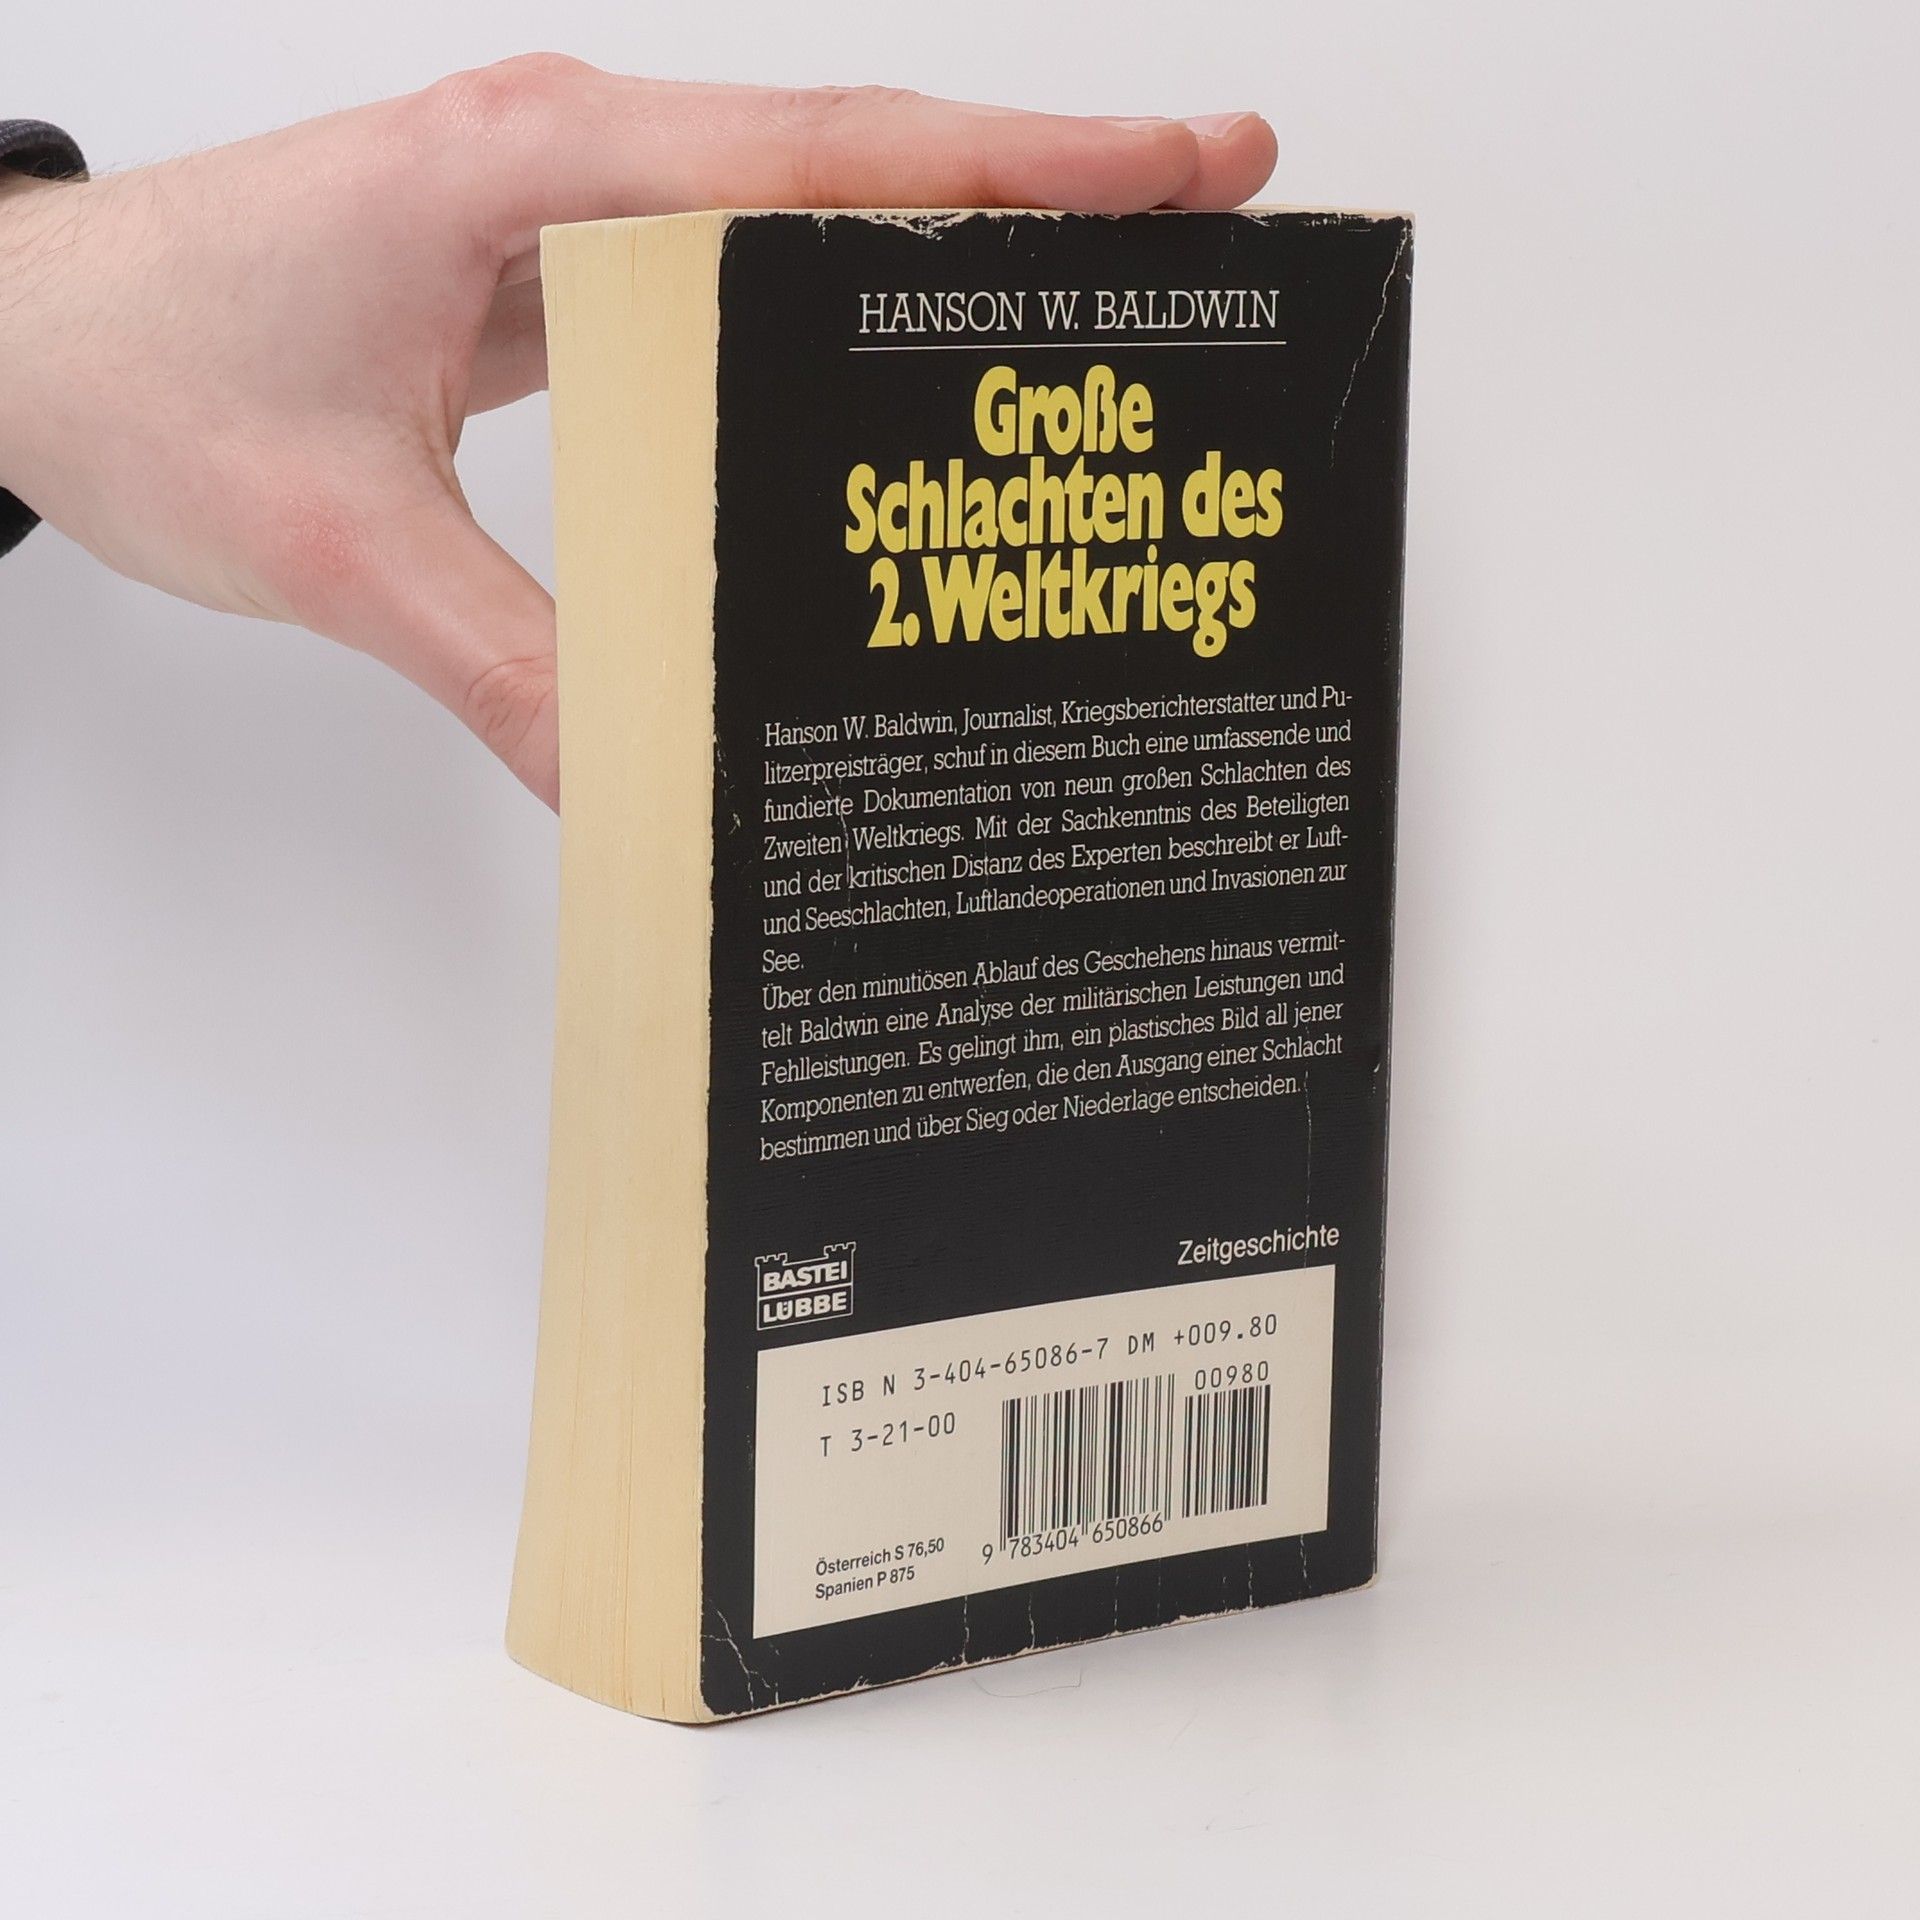 HANSON W. BALDWIN
Große
Schlachten des
2. Weltkriegs
Hanson W. Baldwin, Journalist, Kriegsberichterstatter und Pu-
litzerpreisträger, schuf in diesem Buch eine umfassende und
fundierte Dokumentation von neun großen Schlachten des
Zweiten Weltkriegs. Mit der Sachkenntnis des Beteiligten
und der kritischen Distanz des Experten beschreibt er Luft-
und Seeschlachten, Luftlandeoperationen und Invasionen zur
See.
Über den minutiösen Ablauf des Geschehens hinaus vermit-
telt Baldwin eine Analyse der militärischen Leistungen und
Fehlleistungen. Es gelingt ihm, ein plastisches Bild all jener
Komponenten zu entwerfen, die den Ausgang einer Schlacht
bestimmen und über Sieg oder Niederlage entscheiden.
Zeitgeschichte
BASTEI
LÜBBE
ISB N 3-404-65086-7 DM +009.80
00980
T 3-21-00
9 783404 650866
Österreich S 76,50
Spanien P 875